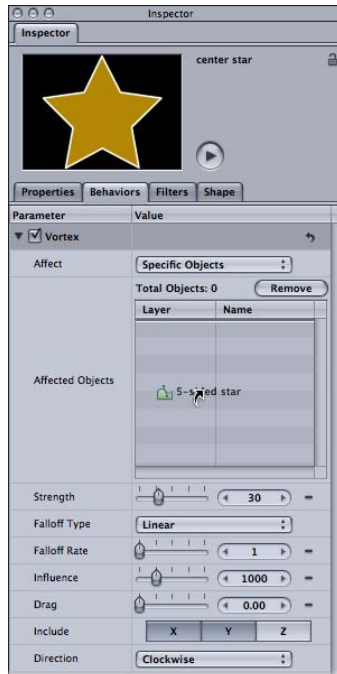 Inspector
Inspector
center star
Properties Behaviors Filters Shape
Parameter Value
Vortex
Affect Specific Objects
Total Objects: 0 Remove
Layer Name
Affected Objects
star
Strength 30
Falloff Type Linear
Falloff Rate 1
Influence 1000
Drag 0.00
Include X Y Z
Direction Clockwise